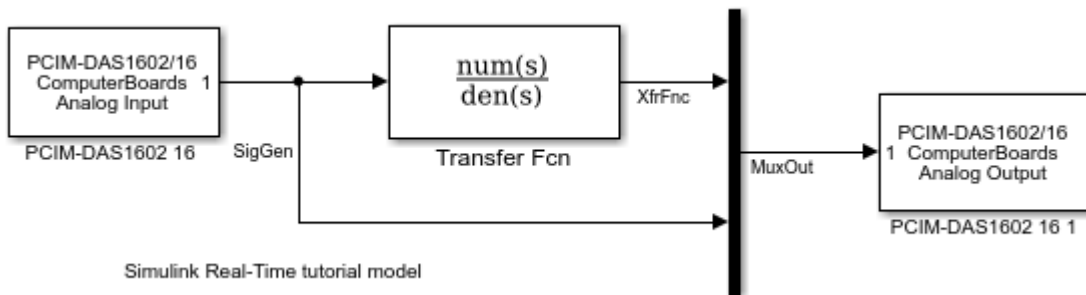 PCIM-DAS1602/16
ComputerBoards 1
Analog Input
PCIM-DAS1602 16
SigGen
num(s)
den(s)
Transfer Fcn
XfrFnc
MuxOut
PCIM-DAS1602/16
1 ComputerBoards
Analog Output
PCIM-DAS1602 16 1
Simulink Real-Time tutorial model